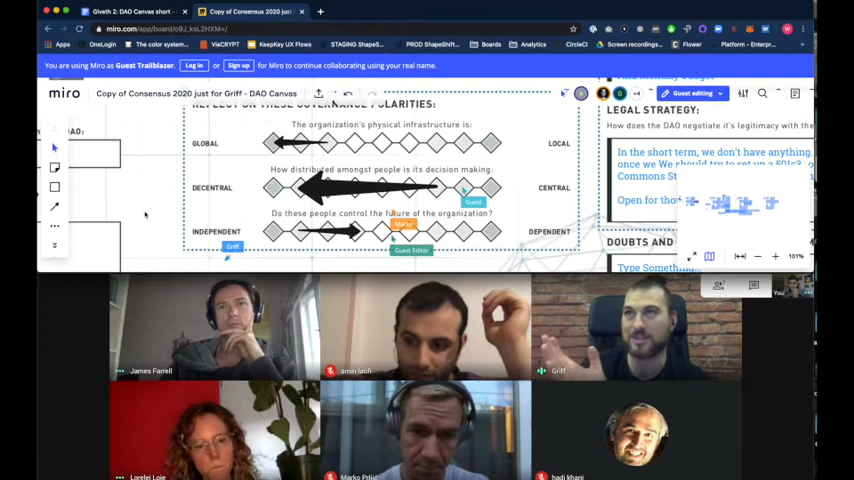 Giveth 2: DAO Canvas short -
Copy of Consensus 2020 just
miro.com/app/board/o9J_ksL2HXM=/
Apps OneLogin The color system... ViaCRYPT KeepKey UX Flows STAGING ShapeS... PROD ShapeShift... Boards Analytics CircleCI Screen recordings... Flower Platform - Enterpr...
You are using Miro as Guest Trailblazer. Log in or Sign up for Miro to continue collaborating using your real name.
miro Copy of Consensus 2020 just for Griff - DAO Canvas
G +4 Guest editing
REFLECT ON THESE GOVERNANCE POLARITIES:
DAO:
The organization's physical infrastructure is:
GLOBAL LOCAL
How distributed amongst people is its decision making:
DECENTRAL CENTRAL
Guest
Do these people control the future of the organization?
Marko
INDEPENDENT DEPENDENT
Griff
Guest Editor
LEGAL STRATEGY:
How does the DAO negotiate it's legitimacy with the
In the short term, we don't have anything.
once we We should try to set up a 501c3
Commons St
Open for thou
DOUBTS AND
Type Something...
101%
You
James Farrell
amin latifi
Griff
Lorelei Loie
Marko Prljić
hadi khani